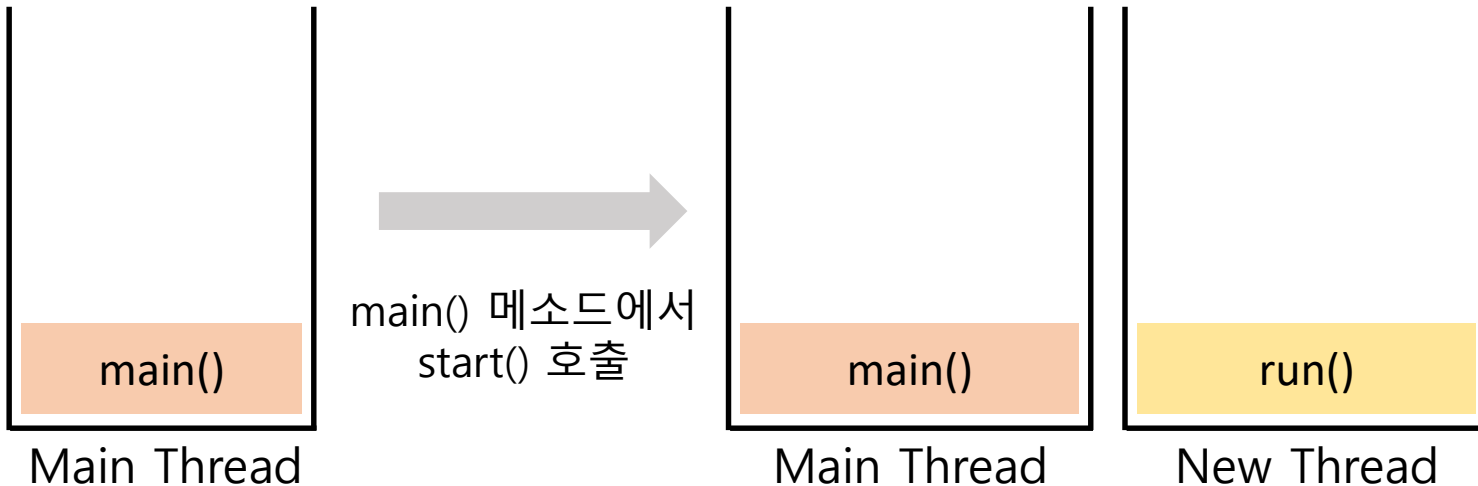 main()
Main Thread
main() 메소드에서
start() 호출
main()
Main Thread
run()
New Thread